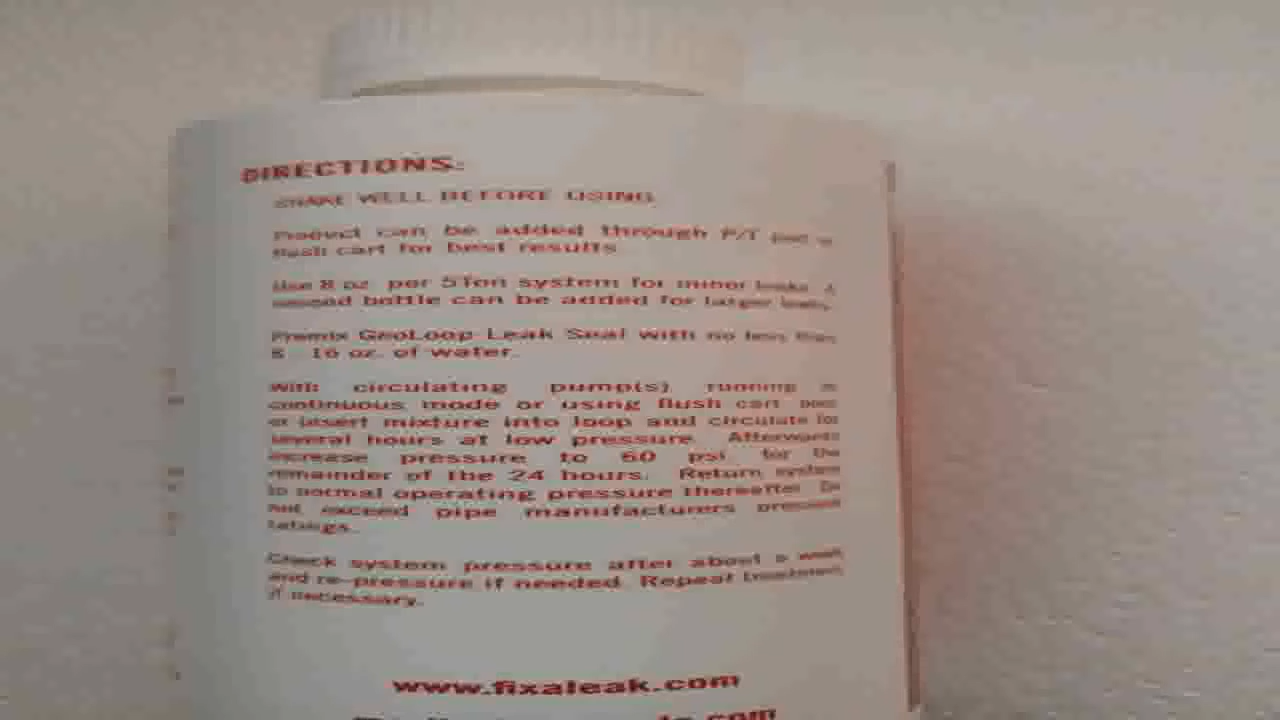 DIRECTIONS:
SHAKE WELL BEFORE USING
Product can be added through P/T port or
flush cart for best results
Use 8 oz per 5Ton system for minor leaks. A
second bottle can be added for larger leaks.
Premix GeoLoop Leak Seal with no less than
8 16 oz. of water.
With circulating pump(s) running in
continuous mode or using flush cart
or insert mixture into loop and circulate for
several hours at low pressure. Afterwards
increase pressure to 60 psi for the
remainder of the 24 hours. Return system
to normal operating pressure thereafter. Do
not exceed pipe manufacturers pressure
ratings.
Check system pressure after about a week
and re-pressure if needed. Repeat treatment
if necessary.
www.fixaleak.com